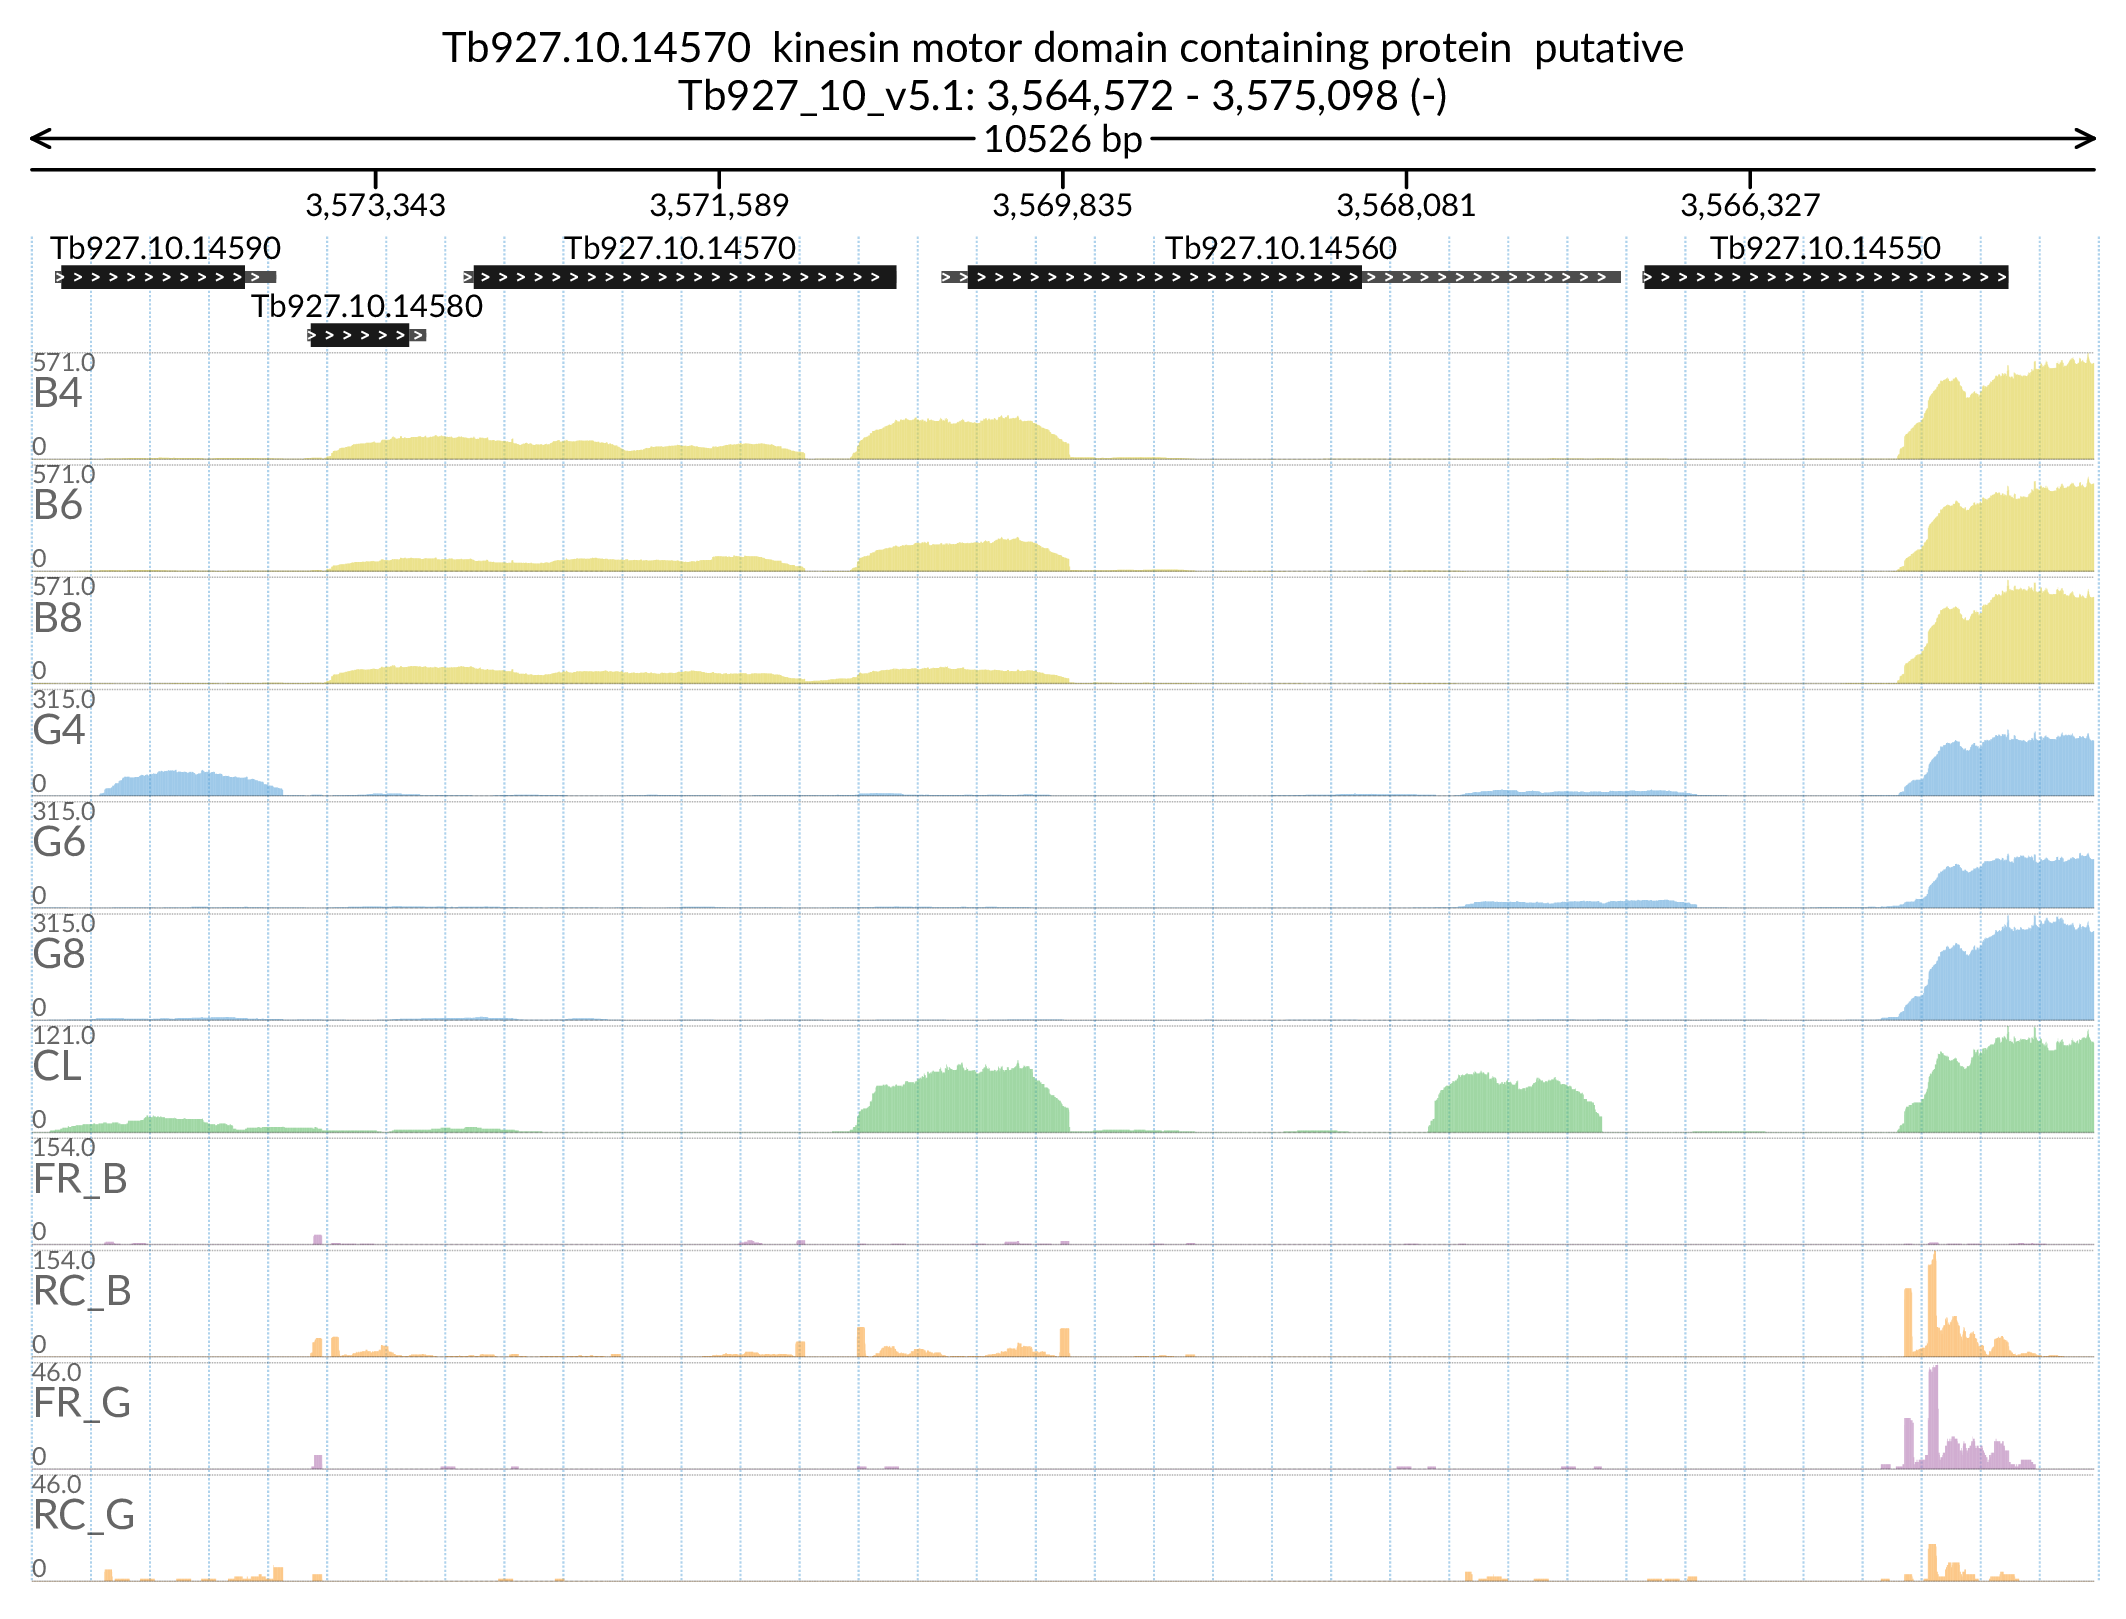 Tb927.10.14570 kinesin motor domain containing protein putative
Tb927_10_v5.1: 3,564,572 - 3,575,098 (-)
10526 bp
3,573,343 3,571,589 3,569,835 3,568,081 3,566,327
Tb927.10.14590 Tb927.10.14570 Tb927.10.14560 Tb927.10.14550
Tb927.10.14580
571.0
B4
0
571.0
B6
0
571.0
B8
0
315.0
G4
0
315.0
G6
0
315.0
G8
0
121.0
CL
0
154.0
FR_B
0
154.0
RC_B
0
46.0
FR_G
0
46.0
RC_G
0